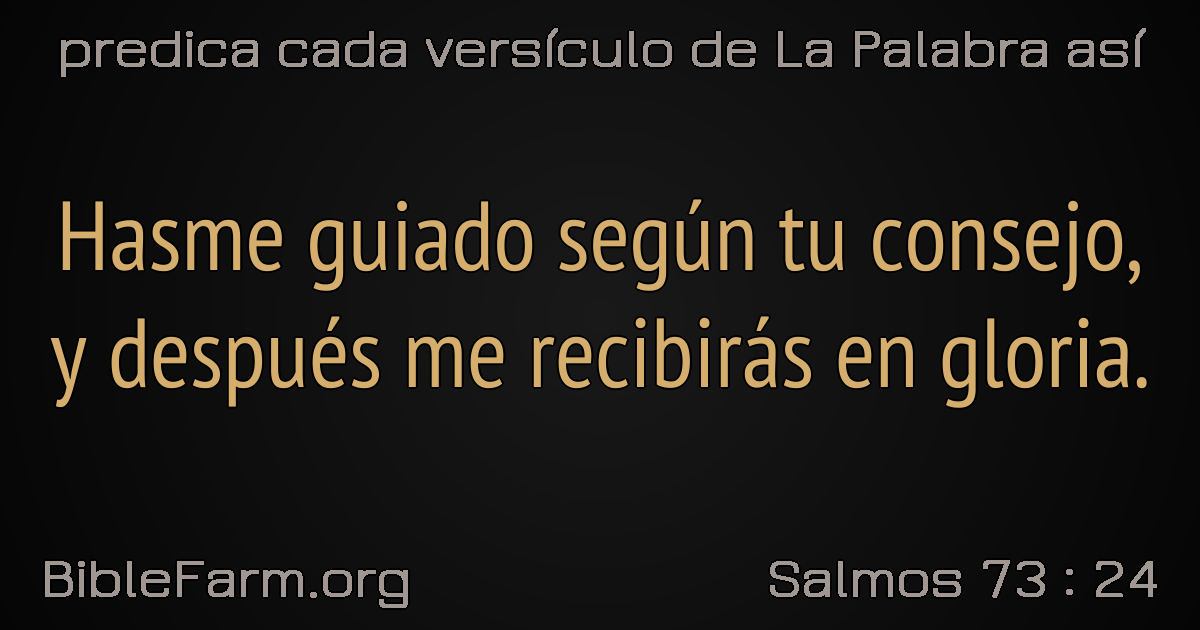 predica cada versículo de La Palabra así
Hasme guiado según tu consejo,
y después me recibirás en gloria.
BibleFarm.org
Salmos 73 : 24